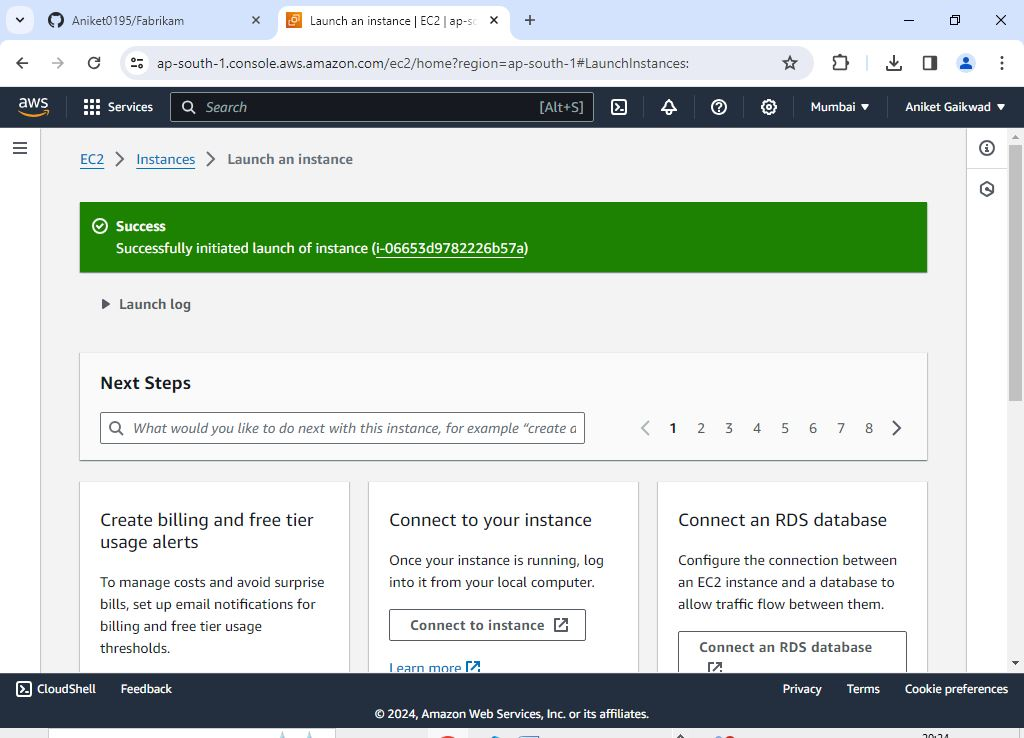 Aniket0195/Fabrikam
Launch an instance | EC2 | ap-sc
ap-south-1.console.aws.amazon.com/ec2/home?region=ap-south-1#LaunchInstances:
aws
Services
Search
[Alt+S]
Mumbai
Aniket Gaikwad
EC2 Instances Launch an instance
Success
Successfully initiated launch of instance (i-06653d9782226b57a)
Launch log
Next Steps
What would you like to do next with this instance, for example “create a
1 2 3 4 5 6 7 8
Create billing and free tier
usage alerts
To manage costs and avoid surprise
bills, set up email notifications for
billing and free tier usage
thresholds.
Connect to your instance
Once your instance is running, log
into it from your local computer.
Connect to instance
Learn more
Connect an RDS database
Configure the connection between
an EC2 instance and a database to
allow traffic flow between them.
Connect an RDS database
CloudShell
Feedback
Privacy
Terms
Cookie preferences
© 2024, Amazon Web Services, Inc. or its affiliates.